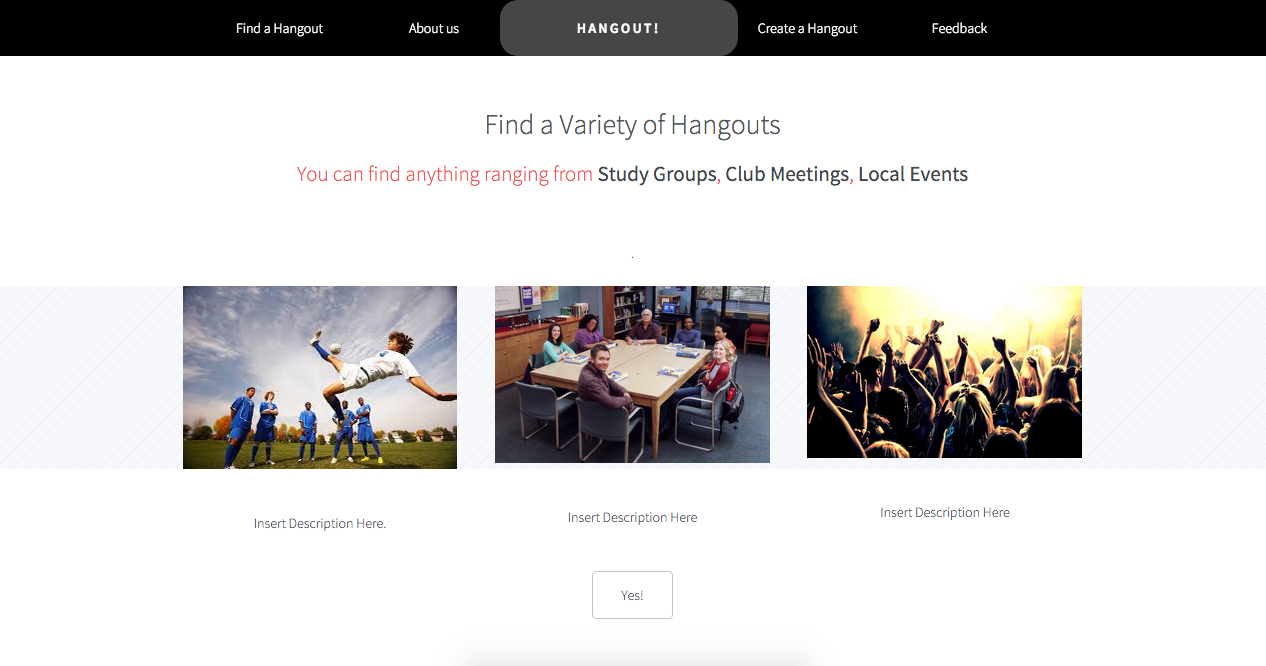 Find a Hangout About us HANGOUT! Create a Hangout Feedback
Find a Variety of Hangouts
You can find anything ranging from Study Groups, Club Meetings, Local Events
.
Insert Description Here. Insert Description Here Insert Description Here
Yes!